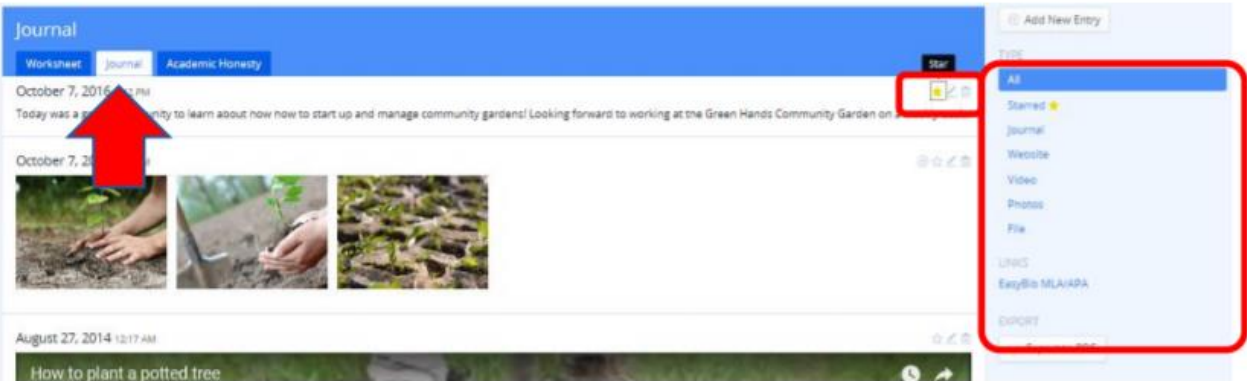 Journal
Worksheet Journal Academic Honesty
Star
October 7, 2016 PM
Today was a to learn about how now to start up and manage community gardens! Looking forward to working at the Green Hands Community Garden on a
October 7,
August 27, 2014 12:17 AM
How to plant a potted tree
Add New Entry
TYPE
All
Starred
Journal
Website
Video
Photos
File
LINKS
EasyBib MLA/APA
EXPORT